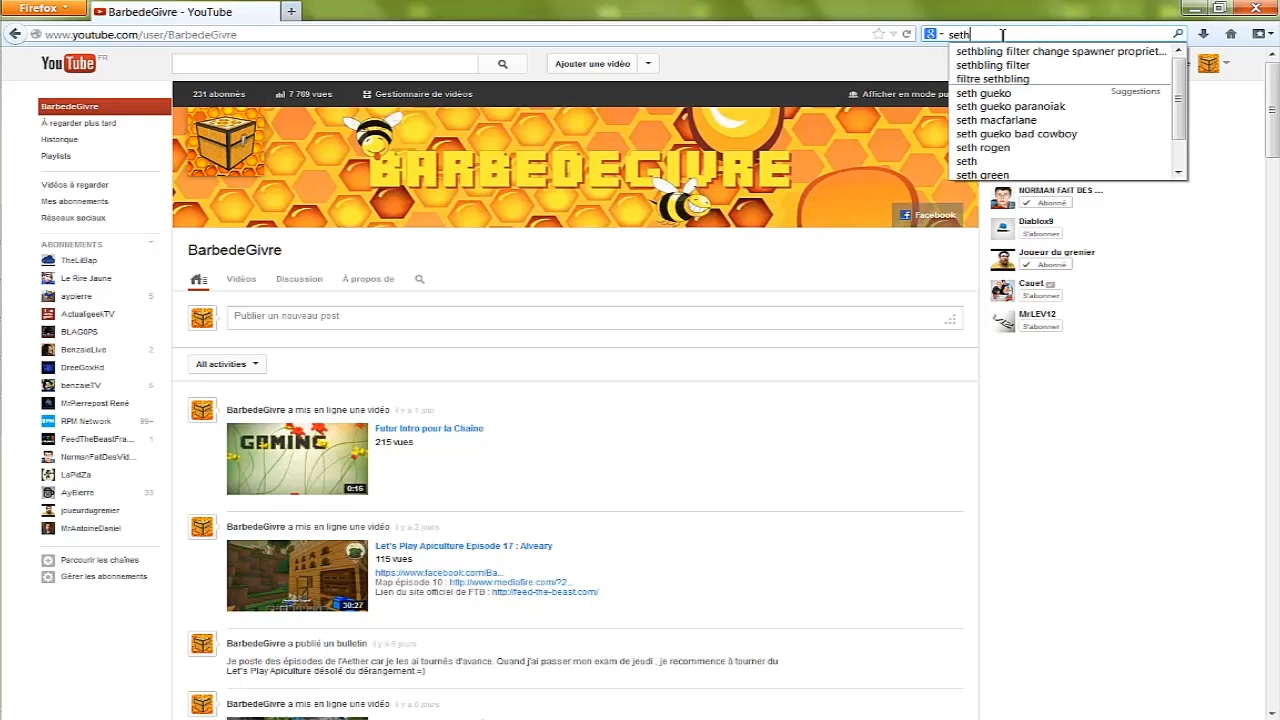 Firefox
BarbedeGivre - YouTube
www.youtube.com/user/BarbedeGivre
seth
sethbling filter change spawner propriet...
sethbling filter
filtre sethbling
seth gueko
Suggestions
seth gueko paranoiak
seth macfarlane
seth gueko bad cowboy
seth rogen
seth
seth green
YouTube FR
Ajouter une vidéo
231 abonnés
7 769 vues
Gestionnaire de vidéos
Afficher en mode pu
BARBEDEGIVRE
Facebook
BarbedeGivre
À regarder plus tard
Historique
Playlists
Vidéos à regarder
Mes abonnements
Réseaux sociaux
ABONNEMENTS
TheLilBap
Le Rire Jaune
aypierre 5
ActualigeekTV
BLAG0PS
BenzaieLive 2
DreeGoxHd
benzaieTV 5
MrPierrepost René
RPM Network 99+
FeedTheBeastFra... 1
NormanFaitDesVid...
LaPidZa
AyBierre 33
joueurdugrenier
MrAntoineDaniel
Parcourir les chaînes
Gérer les abonnements
BarbedeGivre
Vidéos
Discussion
À propos de
Publier un nouveau post
All activities
BarbedeGivre a mis en ligne une vidéo il y a 1 jour
GAMING
0:16
Futur Intro pour la Chaîne
215 vues
BarbedeGivre a mis en ligne une vidéo il y a 2 jours
30:27
Let's Play Apiculture Episode 17 : Alveary
115 vues
https://www.facebook.com/Ba...
Map épisode 10 : http://www.mediafire.com/?2...
Lien du site officiel de FTB : http://feed-the-beast.com/
BarbedeGivre a publié un bulletin il y a 6 jours
Je poste des épisodes de l'Aether car je les ai tournés d'avance. Quand j'ai passer mon exam de jeudi , je recommence à tourner du
Let"s Play Apiculture désolé du dérangement =)
BarbedeGivre a mis en ligne une vidéo il y a 6 jours
NORMAN FAIT DES ...
Abonné
Diablox9
S'abonner
Joueur du grenier
Abonné
Cauet
S'abonner
MrLEV12
S'abonner